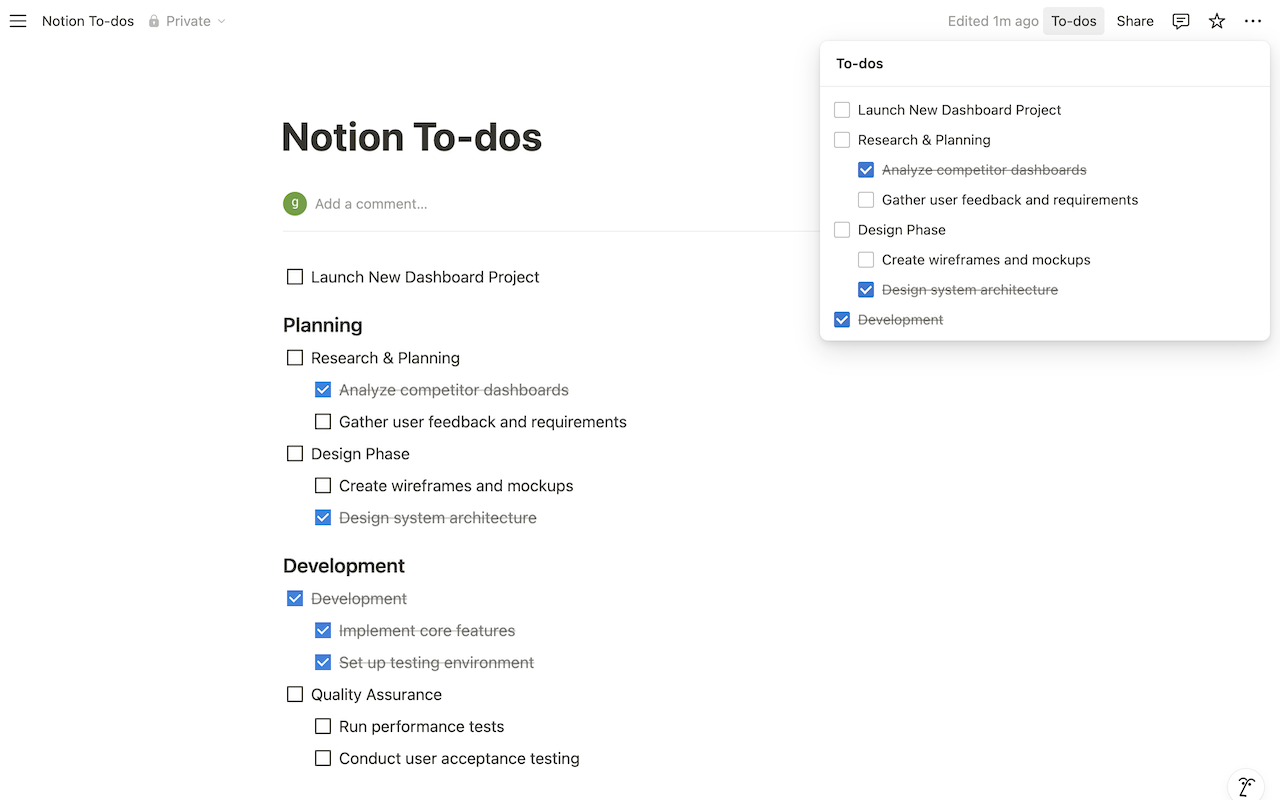 Notion To-dos Private Edited 1m ago To-dos Share
To-dos
Launch New Dashboard Project
Research & Planning
Analyze competitor dashboards
Gather user feedback and requirements
Design Phase
Create wireframes and mockups
Design system architecture
Development
Notion To-dos
g Add a comment...
Launch New Dashboard Project
Planning
Research & Planning
Analyze competitor dashboards
Gather user feedback and requirements
Design Phase
Create wireframes and mockups
Design system architecture
Development
Development
Implement core features
Set up testing environment
Quality Assurance
Run performance tests
Conduct user acceptance testing